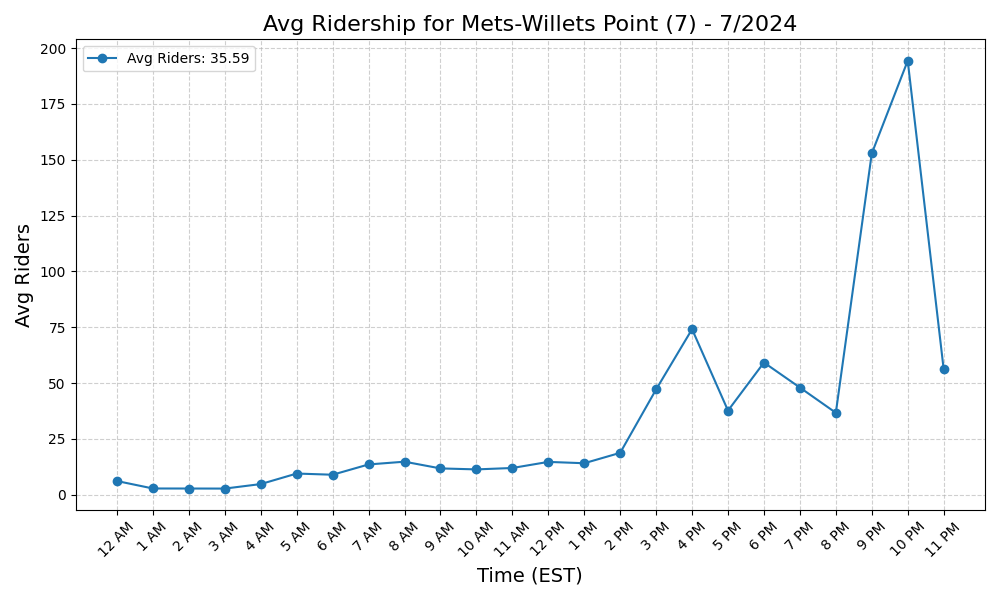 Avg Ridership for Mets-Willets Point (7) - 7/2024
Avg Riders: 35.59
Avg Riders
200
175
150
125
100
75
50
25
0
12 AM
1 AM
2 AM
3 AM
4 AM
5 AM
6 AM
7 AM
8 AM
9 AM
10 AM
11 AM
12 PM
1 PM
2 PM
3 PM
4 PM
5 PM
6 PM
7 PM
8 PM
9 PM
10 PM
11 PM
Time (EST)